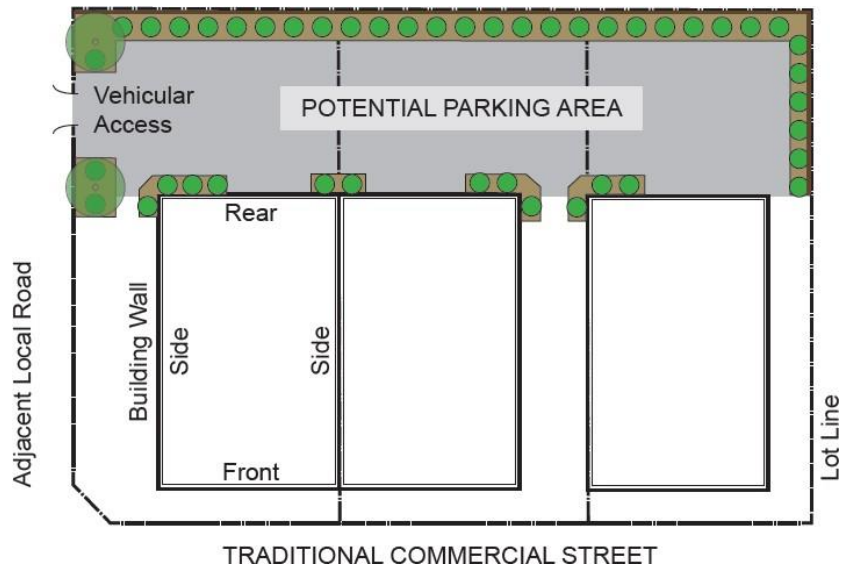 Vehicular
Access
POTENTIAL PARKING AREA
Rear
Adjacent Local Road
Building Wall
Side
Side
Front
Lot Line
TRADITIONAL COMMERCIAL STREET